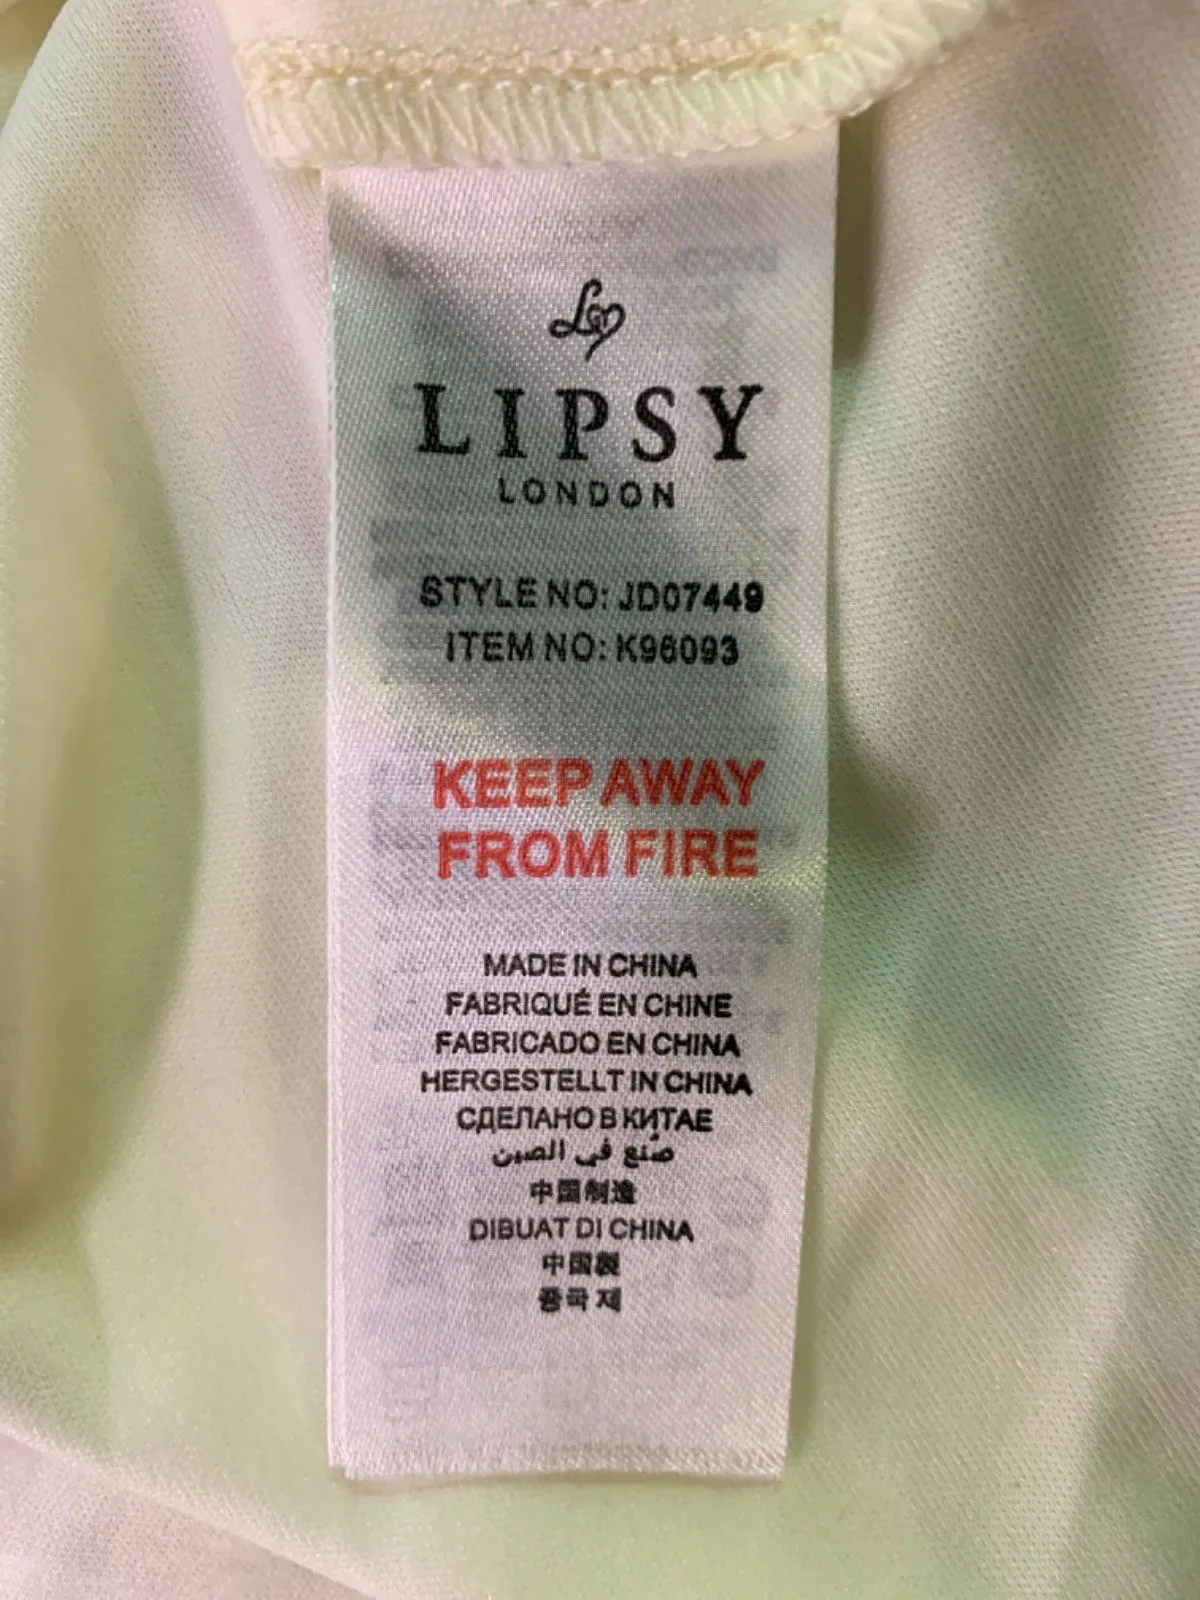 LIPSY
LONDON
STYLE NO: JD07449
ITEM NO: K96093
KEEP AWAY
FROM FIRE
MADE IN CHINA
FABRIQUÉ EN CHINE
FABRICADO EN CHINA
HERGESTELLT IN CHINA
СДЕЛАНО В КИТАЕ
صُنع في الصين
中国制造
DIBUAT DI CHINA
中国製
중국 제